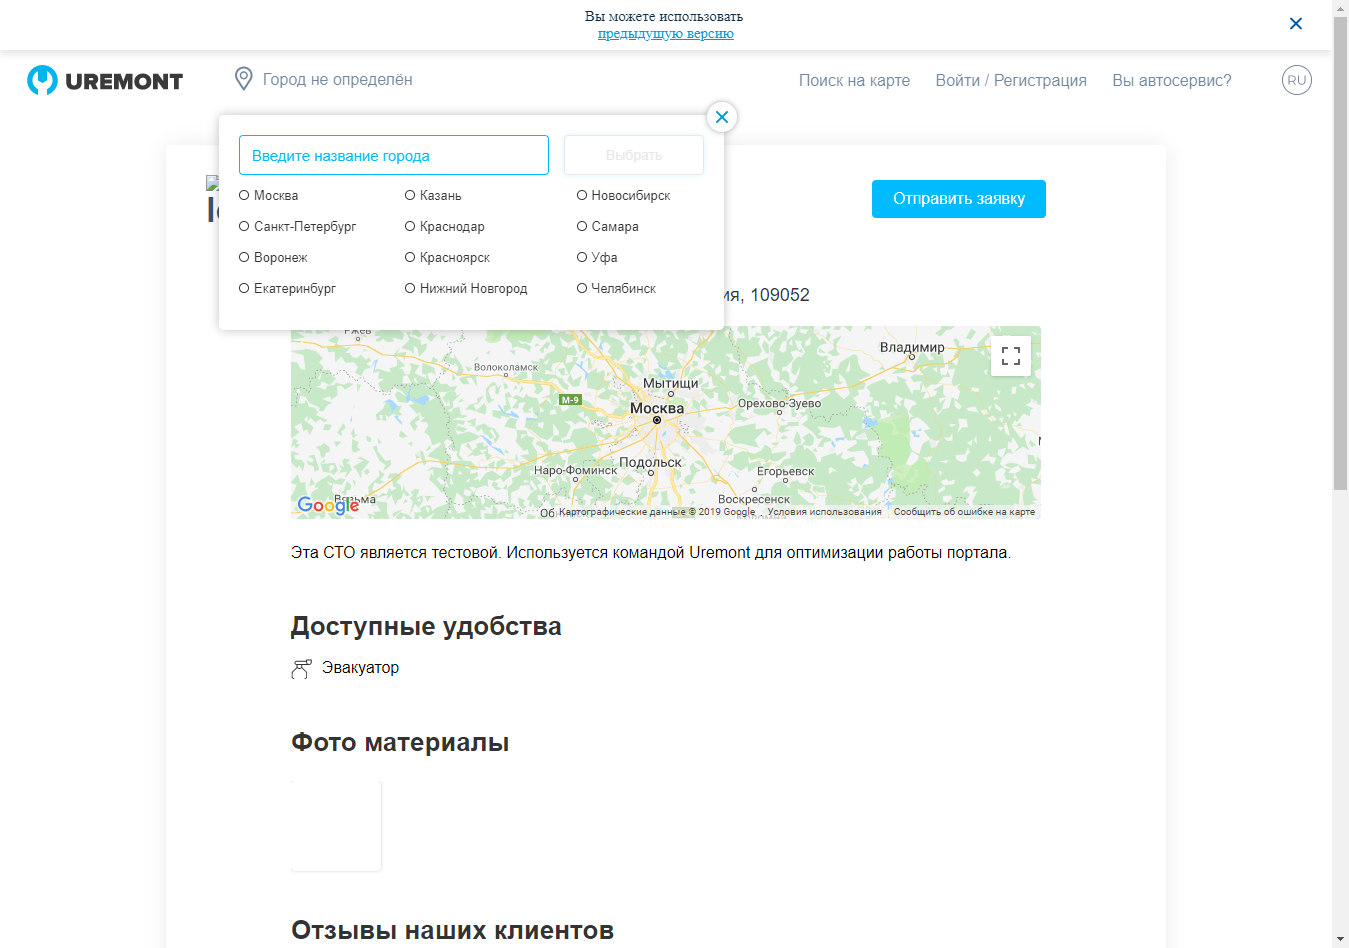 Вы можете использовать
предыдущую версию
UREMONT
Город не определён
Поиск на карте
Войти / Регистрация
Вы автосервис?
RU
Введите название города
Выбрать
Москва
Казань
Новосибирск
Санкт-Петербург
Краснодар
Самара
Воронеж
Красноярск
Уфа
Екатеринбург
Нижний Новгород
Челябинск
Отправить заявку
109052
Ржев
Волоколамск
Владимир
Мытищи
М-9
Москва
Орехово-Зуево
Наро-Фоминск
Подольск
Егорьевск
Воскресенск
Вязьма
Google
Картографические данные © 2019 Google
Условия использования
Сообщить об ошибке на карте
Эта СТО является тестовой. Используется командой Uremont для оптимизации работы портала.
Доступные удобства
Эвакуатор
Фото материалы
Отзывы наших клиентов